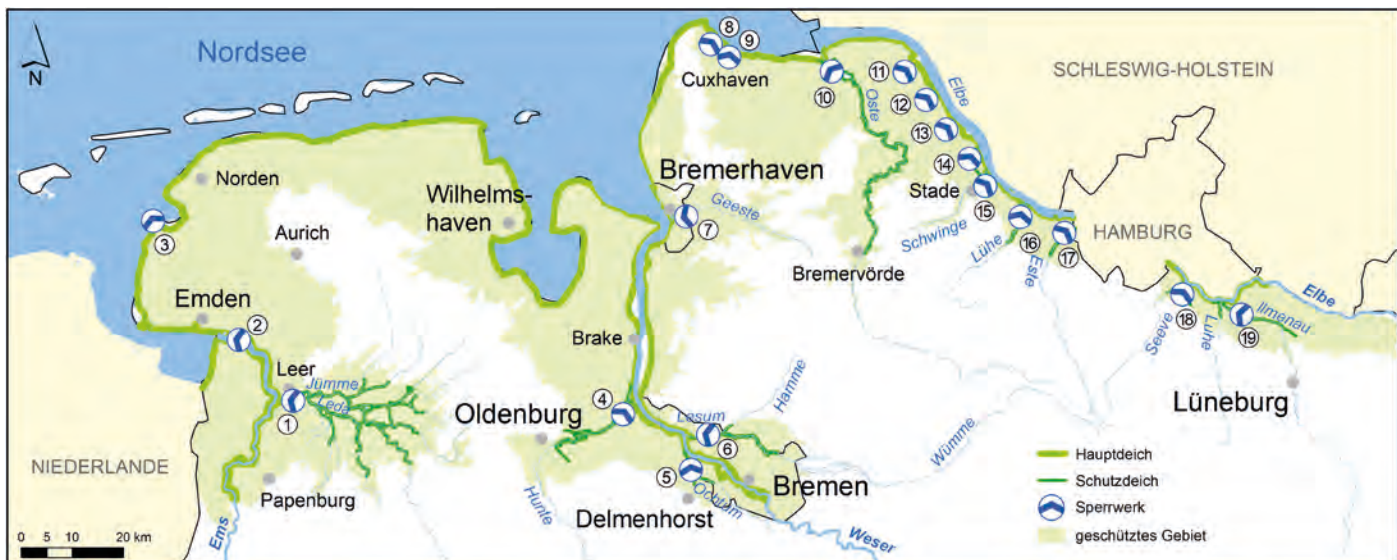 N
Nordsee
8
9
Cuxhaven
10
11
12
13
14
15
16
17
Elbe
Oste
SCHLESWIG-HOLSTEIN
Norden
3
Aurich
Wilhelms-
haven
Bremerhaven
7
Geeste
Stade
Schwinge
Lühe
Este
HAMBURG
Bremervörde
Emden
2
Leer
Jümme
Leda
1
Brake
Oldenburg
4
Lesum
Hamme
6
Wümme
Seeve
18
Luhe
19
Ilmenau
Elbe
Lüneburg
NIEDERLANDE
Papenburg
Ems
Hunte
5
Ochtum
Delmenhorst
Bremen
Weser
Hauptdeich
Schutzdeich
Sperrwerk
geschütztes Gebiet
0 5 10 20 km